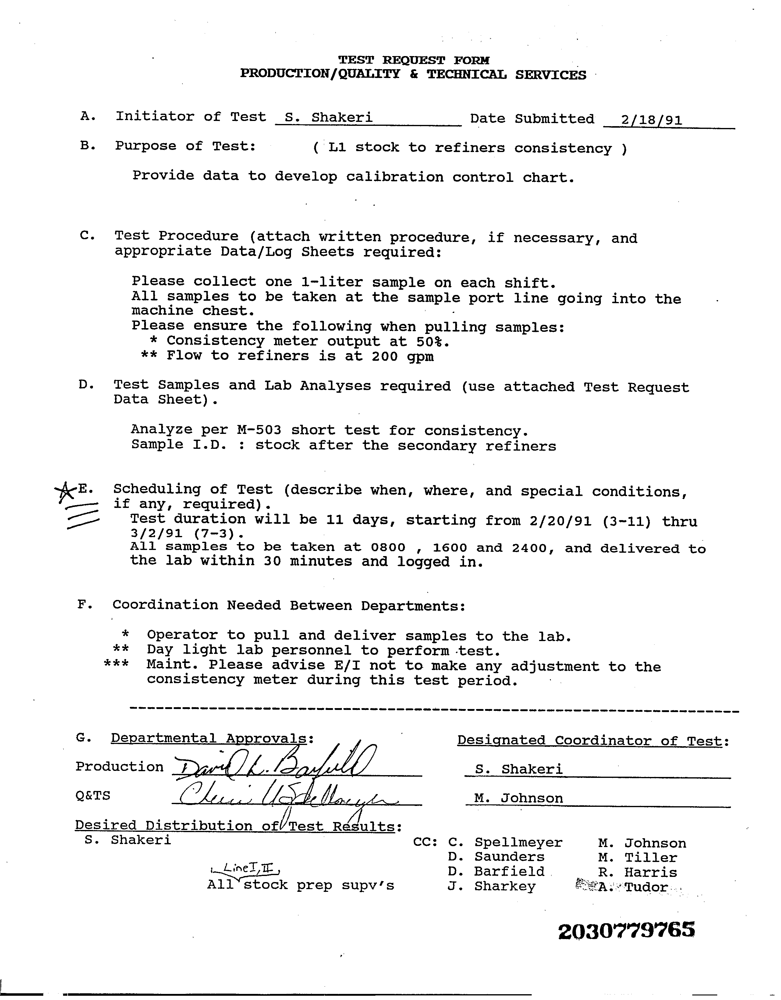 TEST REQUEST FORM
PRODUCTION/QUALITY & TECHNICAL SERVICES
A. Initiator of Test S. Shakeri Date Submitted 2/18/91
B. Purpose of Test: ( L1 stock to refiners consistency )
Provide data to develop calibration control chart.
C. Test Procedure (attach written procedure, if necessary, and
appropriate Data/Log Sheets required:
Please collect one 1-liter sample on each shift.
All samples to be taken at the sample port line going into the
machine chest.
Please ensure the following when pulling samples:
* Consistency meter output at 50%.
** Flow to refiners is at 200 gpm
D. Test Samples and Lab Analyses required (use attached Test Request
Data Sheet).
Analyze per M-503 short test for consistency.
Sample I.D. : stock after the secondary refiners
E. Scheduling of Test (describe when, where, and special conditions,
if any, required).
Test duration will be 11 days, starting from 2/20/91 (3-11) thru
3/2/91 (7-3).
All samples to be taken at 0800 , 1600 and 2400, and delivered to
the lab within 30 minutes and logged in.
F. Coordination Needed Between Departments:
* Operator to pull and deliver samples to the lab.
** Day light lab personnel to perform test.
*** Maint. Please advise E/I not to make any adjustment to the
consistency meter during this test period.
G. Departmental Approvals: Designated Coordinator of Test:
Production David L. Barfield S. Shakeri
Q&TS M. Johnson
Desired Distribution of Test Results:
S. Shakeri CC: C. Spellmeyer M. Johnson
D. Saunders M. Tiller
Line I, II D. Barfield R. Harris
All stock prep supv's J. Sharkey A. Tudor
2030779765